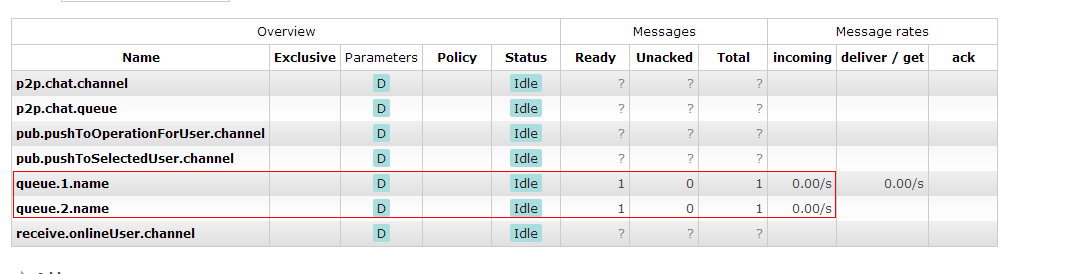 Overview Messages Message rates
Name Exclusive Parameters Policy Status Ready Unacked Total incoming deliver / get ack
p2p.chat.channel D Idle ? ? ?
p2p.chat.queue D Idle ? ? ?
pub.pushToOperationForUser.channel D Idle ? ? ?
pub.pushToSelectedUser.channel D Idle ? ? ?
queue.1.name D Idle 1 0 1 0.00/s 0.00/s
queue.2.name D Idle 1 0 1 0.00/s
receive.onlineUser.channel D Idle ? ? ?